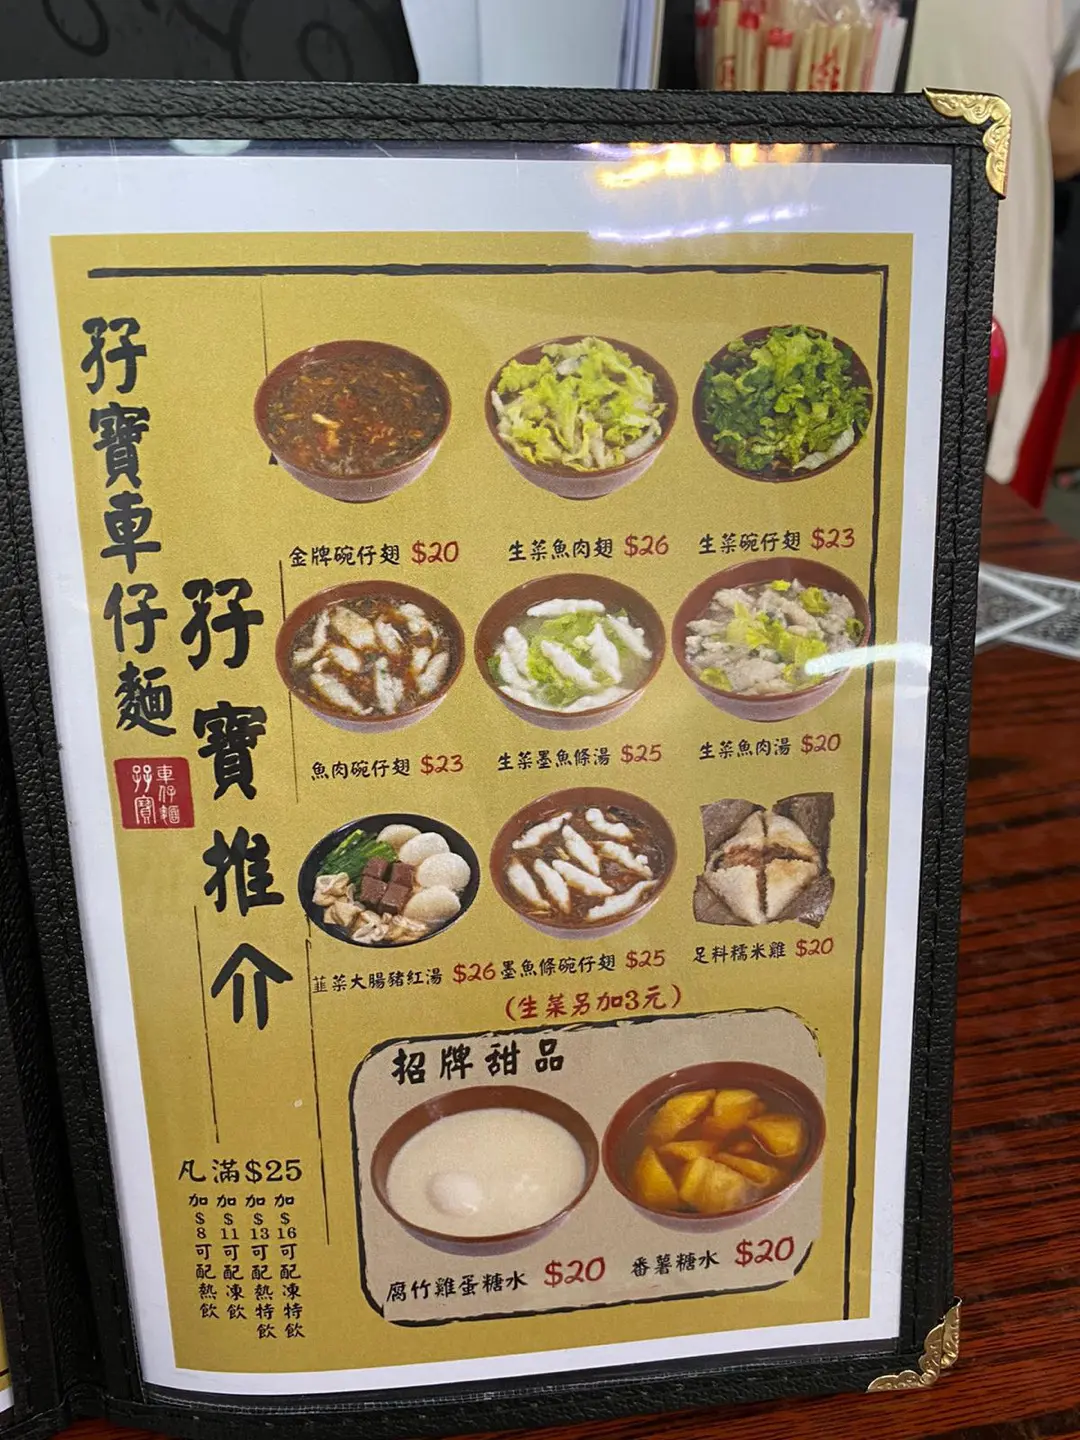 孖寶車仔麵
孖寶推介
孖寶
車仔麵
金牌碗仔翅 $20
生菜魚肉翅 $26
生菜碗仔翅 $23
魚肉碗仔翅 $23
生菜墨魚條湯 $25
生菜魚肉湯 $20
韮菜大腸豬紅湯 $26
墨魚條碗仔翅 $25
足料糯米雞 $20
(生菜另加3元)
招牌甜品
腐竹雞蛋糖水 $20
番薯糖水 $20
凡滿$25
加$8可配熱飲
加$11可配凍飲
加$13可配熱特飲
加$16可配凍特飲